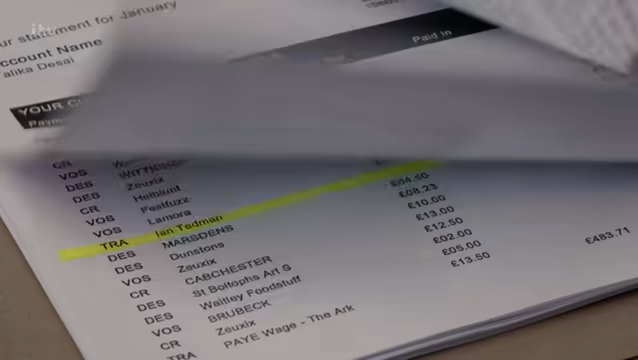 itv
ur statement for January
ccount Name
alika Desai
Paid in
YOUR
CR
VOS
DES Zeuxix
DES
CR Festfuzz
VOS Lamora
VOS Ian Tedman
TRA MARSDENS
DES Dunstons
DES Zeuxix
VOS CABCHESTER
CR St Boltophs Art S
DES Waitley Foodstuff
DES BRUBECK
VOS Zeuxix
CR PAYE Wage - The Ark
TRA
£54.50
£08.23
£10.00
£13.00
£12.50
£02.00
£05.00
£13.50
£483.71